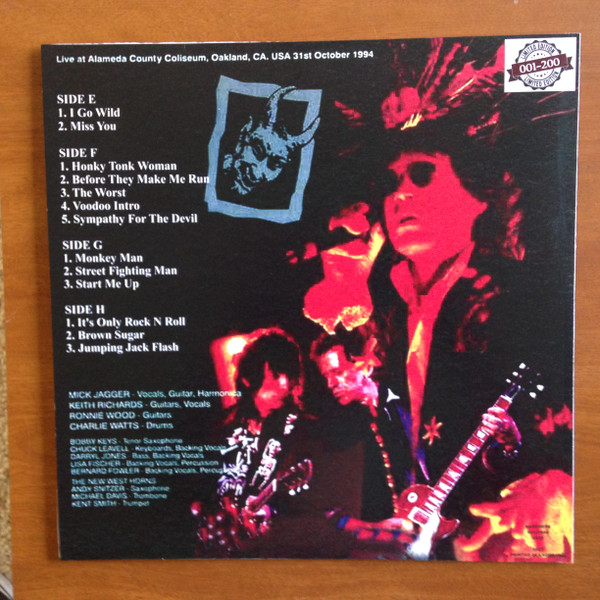 Live at Alameda County Coliseum, Oakland, CA. USA 31st October 1994
LIMITED EDITION
001-200
LIMITED EDITION
SIDE E
1. I Go Wild
2. Miss You
SIDE F
1. Honky Tonk Woman
2. Before They Make Me Run
3. The Worst
4. Voodoo Intro
5. Sympathy For The Devil
SIDE G
1. Monkey Man
2. Street Fighting Man
3. Start Me Up
SIDE H
1. It's Only Rock N Roll
2. Brown Sugar
3. Jumping Jack Flash
MICK JAGGER - Vocals, Guitar, Harmonica
KEITH RICHARDS - Guitars, Vocals
RONNIE WOOD - Guitars
CHARLIE WATTS - Drums
BOBBY KEYS - Tenor Saxophone
CHUCK LEAVELL - Keyboards, Backing Vocals
DARRYL JONES - Bass, Backing Vocals
LISA FISCHER - Backing Vocals, Percussion
BERNARD FOWLER - Backing Vocals, Percussion
THE NEW WEST HORNS
ANDY SNITZER - Saxophone
MICHAEL DAVIS - Trombone
KENT SMITH - Trumpet